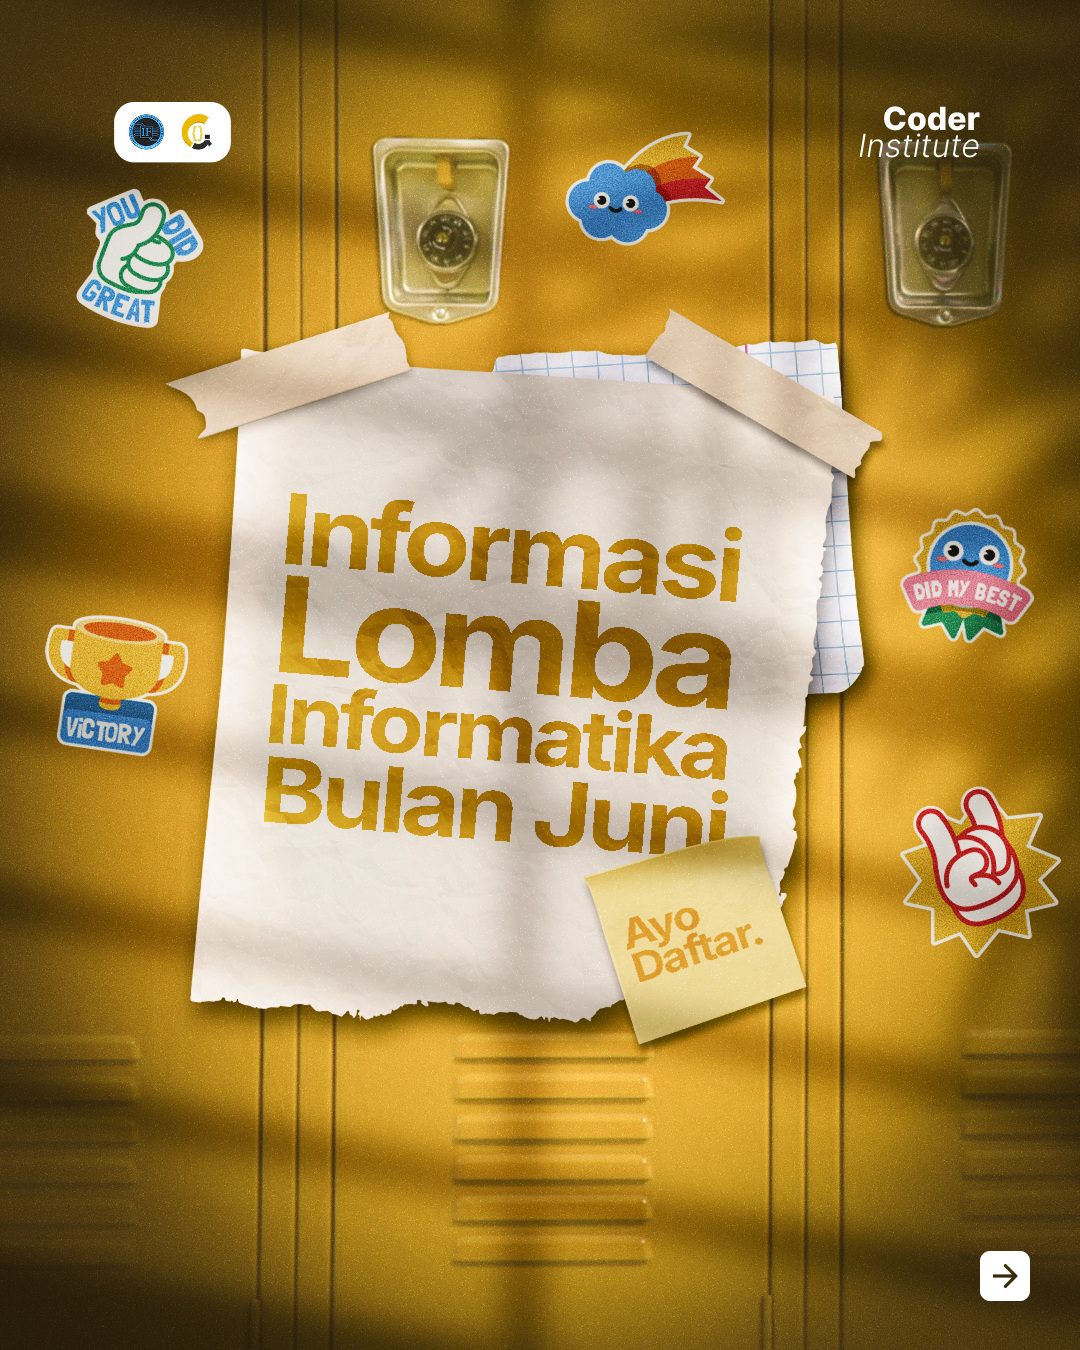 Coder
Institute
YOU DID
GREAT
Informasi
Lomba
Informatika
Bulan Juni
DID MY BEST
ViCTORY
Ayo
Daftar.